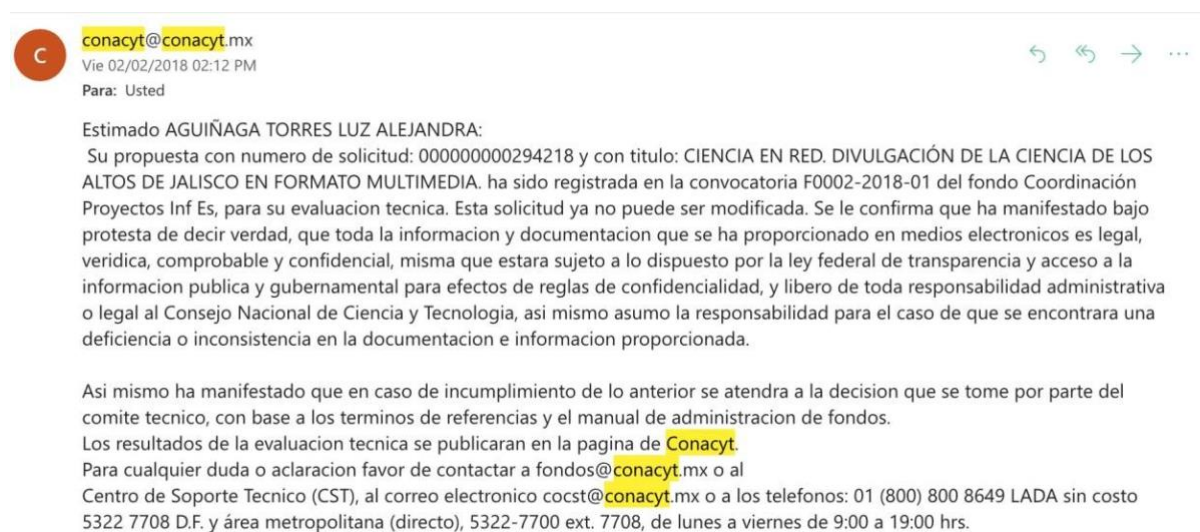 C
conacyt@conacyt.mx
Vie 02/02/2018 02:12 PM
Para: Usted
Estimado AGUIÑAGA TORRES LUZ ALEJANDRA:
Su propuesta con numero de solicitud: 000000000294218 y con titulo: CIENCIA EN RED. DIVULGACIÓN DE LA CIENCIA DE LOS
ALTOS DE JALISCO EN FORMATO MULTIMEDIA. ha sido registrada en la convocatoria F0002-2018-01 del fondo Coordinación
Proyectos Inf Es, para su evaluacion tecnica. Esta solicitud ya no puede ser modificada. Se le confirma que ha manifestado bajo
protesta de decir verdad, que toda la informacion y documentacion que se ha proporcionado en medios electronicos es legal,
veridica, comprobable y confidencial, misma que estara sujeto a lo dispuesto por la ley federal de transparencia y acceso a la
informacion publica y gubernamental para efectos de reglas de confidencialidad, y libero de toda responsabilidad administrativa
o legal al Consejo Nacional de Ciencia y Tecnologia, asi mismo asumo la responsabilidad para el caso de que se encontrara una
deficiencia o inconsistencia en la documentacion e informacion proporcionada.
Asi mismo ha manifestado que en caso de incumplimiento de lo anterior se atendra a la decision que se tome por parte del
comite tecnico, con base a los terminos de referencias y el manual de administracion de fondos.
Los resultados de la evaluacion tecnica se publicaran en la pagina de Conacyt.
Para cualquier duda o aclaracion favor de contactar a fondos@conacyt.mx o al
Centro de Soporte Tecnico (CST), al correo electronico cocst@conacyt.mx o a los telefonos: 01 (800) 800 8649 LADA sin costo
5322 7708 D.F. y área metropolitana (directo), 5322-7700 ext. 7708, de lunes a viernes de 9:00 a 19:00 hrs.